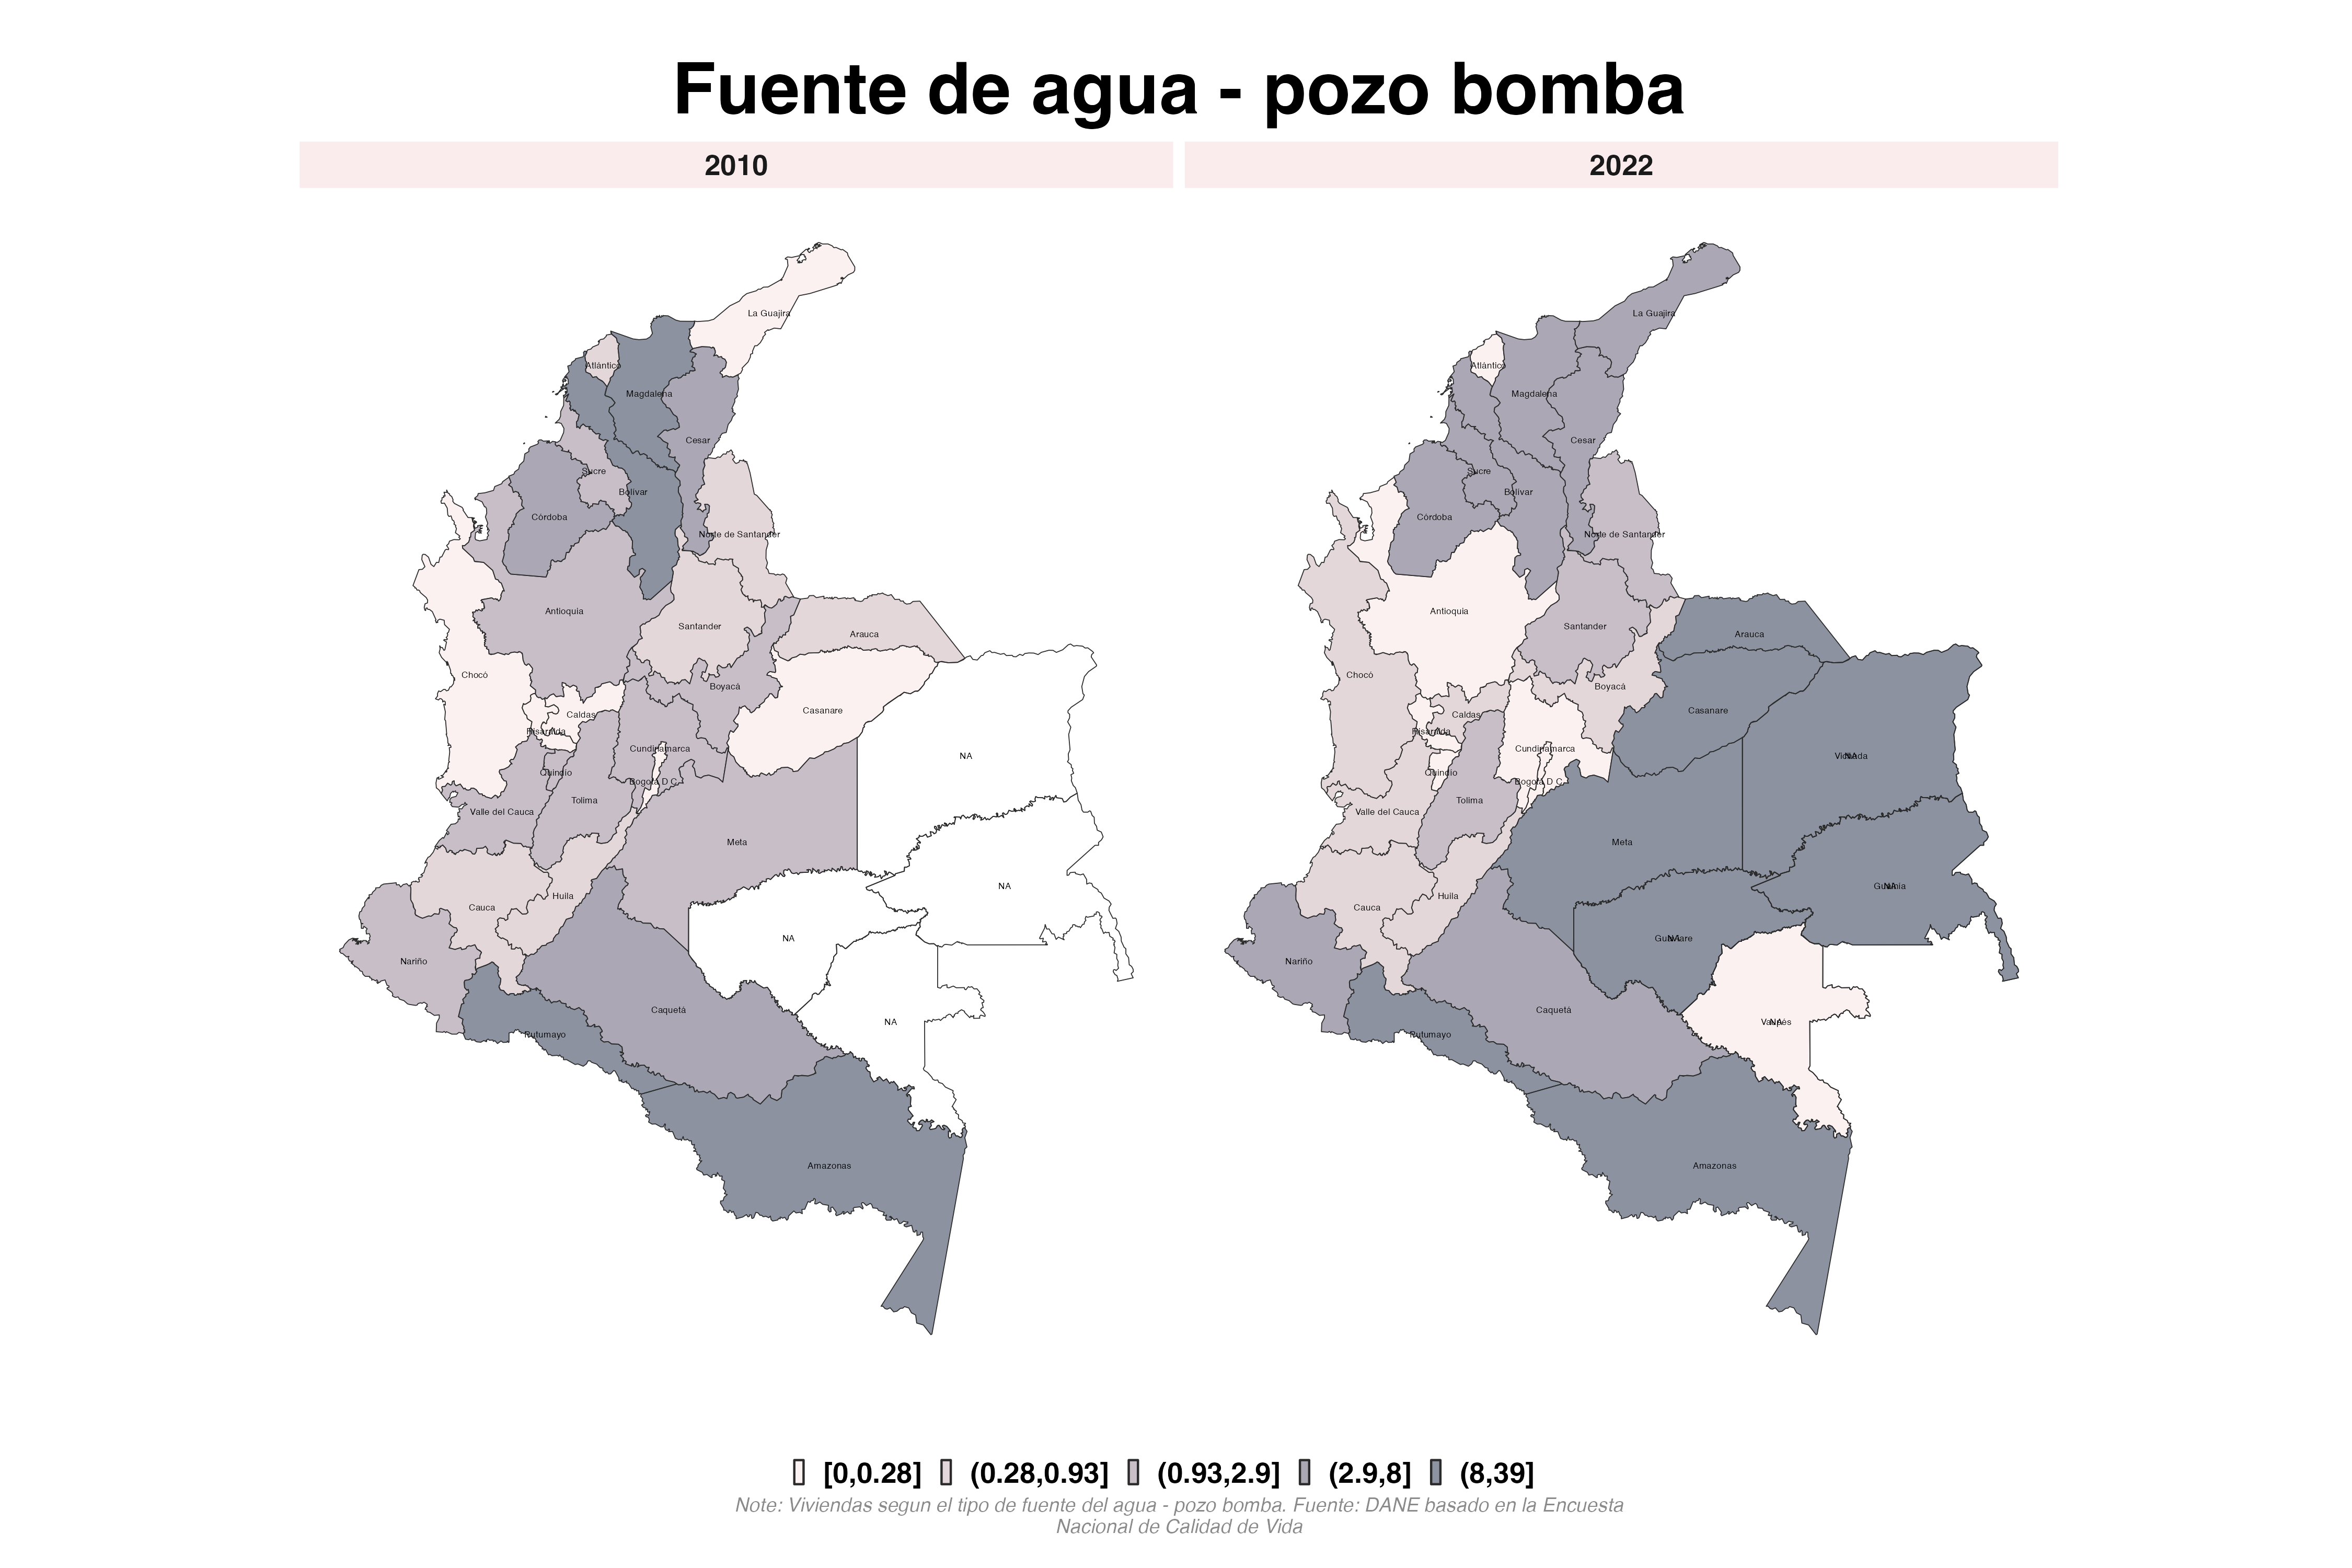 Fuente de agua - pozo bomba
2010
2022
La Guajira
Atlántico
Magdalena
Cesar
Sucre
Bolívar
Córdoba
Norte de Santander
Antioquia
Santander
Arauca
Chocó
Boyacá
Casanare
Caldas
Risaralda
Cundinamarca
NA
Quindio
Bogotá D.C.
Tolima
Valle del Cauca
Meta
NA
Huila
Cauca
NA
Nariño
Caquetá
NA
Putumayo
Amazonas
La Guajira
Atlántico
Magdalena
Cesar
Sucre
Bolívar
Córdoba
Norte de Santander
Antioquia
Santander
Arauca
Chocó
Boyacá
Casanare
Caldas
Risaralda
Cundinamarca
Vichada
NA
Quindio
Bogotá D.C.
Tolima
Valle del Cauca
Meta
Guainia
NA
Huila
Cauca
Guaviare
NA
Nariño
Caquetá
Vaupés
NA
Putumayo
Amazonas
[0,0.28] (0.28,0.93] (0.93,2.9] (2.9,8] (8,39]
Note: Viviendas segun el tipo de fuente del agua - pozo bomba. Fuente: DANE basado en la Encuesta
Nacional de Calidad de Vida